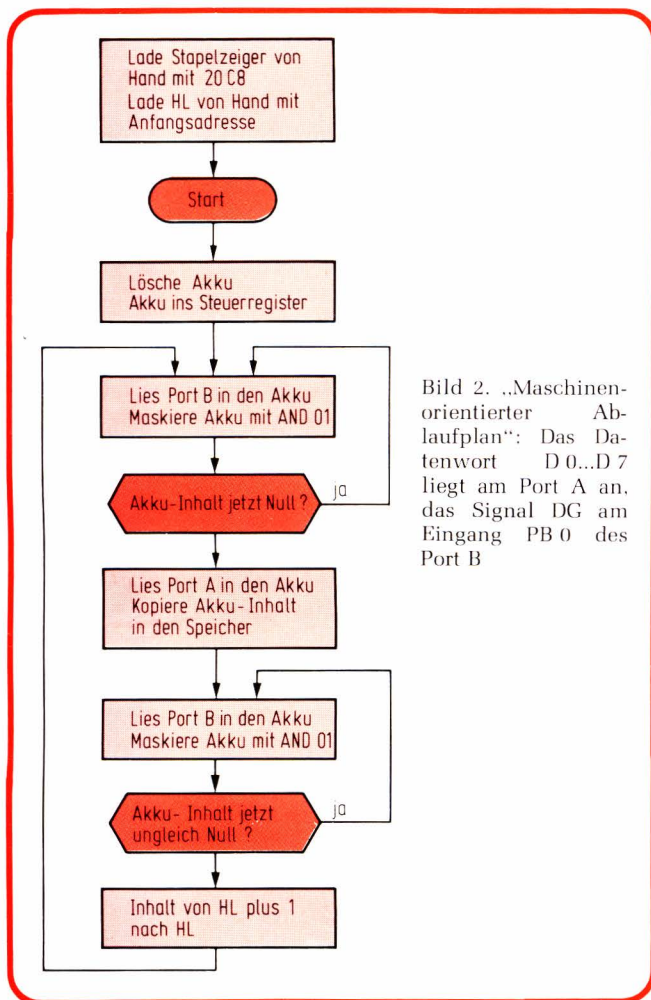 Lade Stapelzeiger von
Hand mit 20 C8
Lade HL von Hand mit
Anfangsadresse
Start
Lösche Akku
Akku ins Steuerregister
Lies Port B in den Akku
Maskiere Akku mit AND 01
Akku-Inhalt jetzt Null ?
ja
Lies Port A in den Akku
Kopiere Akku-Inhalt
in den Speicher
Lies Port B in den Akku
Maskiere Akku mit AND 01
Akku- Inhalt jetzt
ungleich Null ?
ja
Inhalt von HL plus 1
nach HL
Bild 2. „Maschinen-
orientierter Ab-
laufplan“: Das Da-
tenwort D 0...D 7
liegt am Port A an,
das Signal DG am
Eingang PB 0 des
Port B